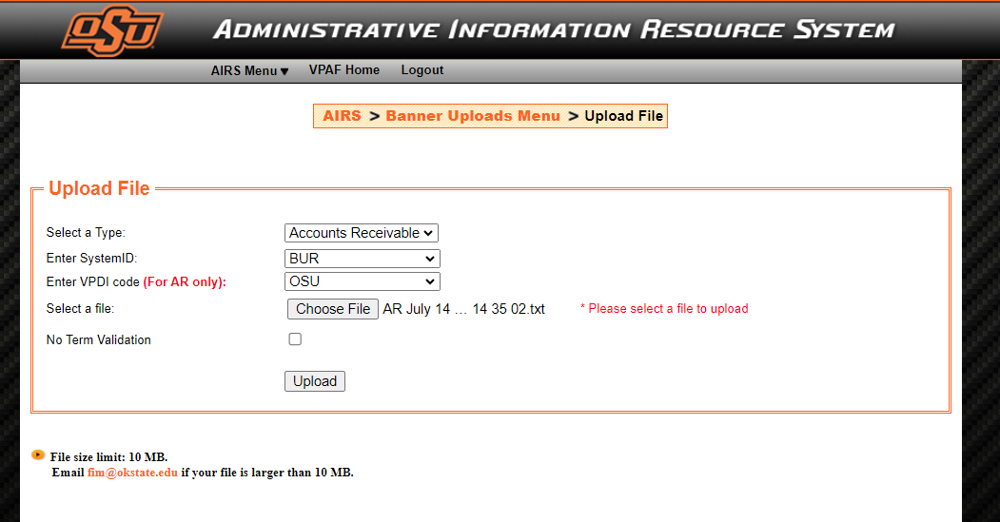 OSU ADMINISTRATIVE INFORMATION RESOURCE SYSTEM
AIRS Menu ▼ VPAF Home Logout
AIRS > Banner Uploads Menu > Upload File
Upload File
Select a Type: Accounts Receivable
Enter SystemID: BUR
Enter VPDI code (For AR only): OSU
Select a file: Choose File AR July 14 … 14 35 02.txt * Please select a file to upload
No Term Validation
Upload
File size limit: 10 MB.
Email fim@okstate.edu if your file is larger than 10 MB.